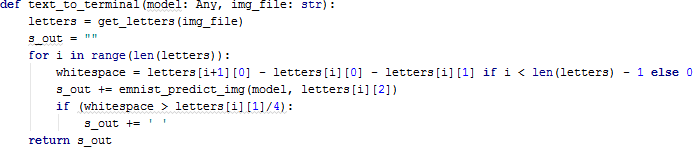 def text_to_terminal(model: Any, img_file: str):
    letters = get_letters(img_file)
    s_out = ""
    for i in range(len(letters)):
        whitespace = letters[i+1][0] - letters[i][0] - letters[i][1] if i < len(letters) - 1 else 0
        s_out += emnist_predict_img(model, letters[i][2])
        if (whitespace > letters[i][1]/4):
            s_out += ' '
    return s_out